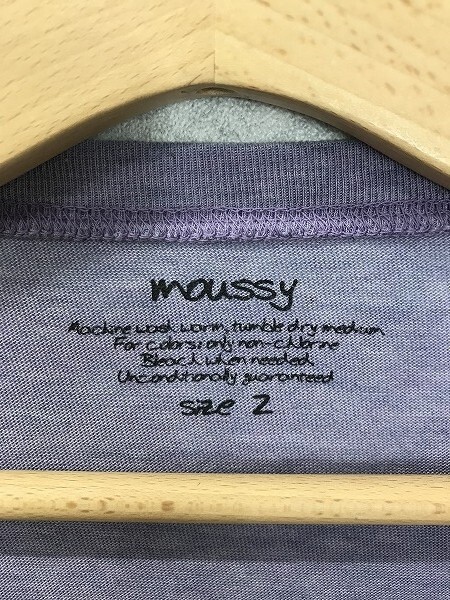 moussy
Machine wash warm, tumble dry medium
For colors: only non-chlorine
Bleach when needed
Unconditionally guaranteed
size 2